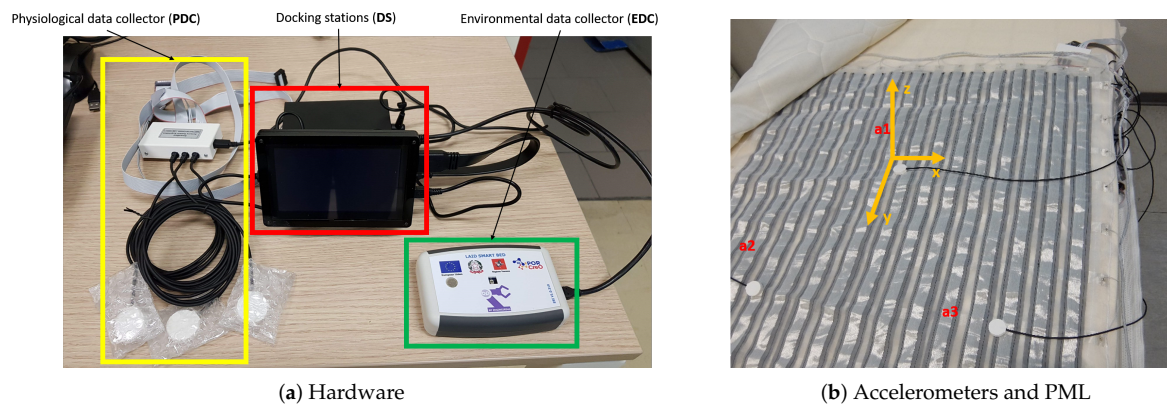 Physiological data collector (PDC)
Docking stations (DS)
Environmental data collector (EDC)
LAID SMART BED
POR
CreO
z
a1
x
y
a2
a3
(a) Hardware
(b) Accelerometers and PML